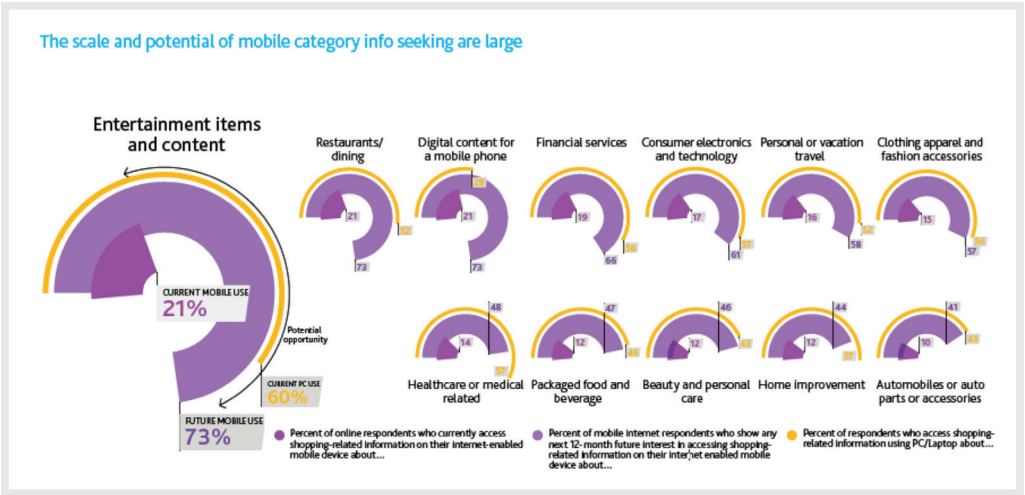 The scale and potential of mobile category info seeking are large
Entertainment items
and content
CURRENT MOBILE USE
21%
Potential
opportunity
CURRENT PC USE
60%
FUTURE MOBILE USE
73%
Restaurants/
dining
21
52
73
Digital content for
a mobile phone
21
73
Financial services
19
66
Consumer electronics
and technology
17
57
61
Personal or vacation
travel
16
52
58
Clothing apparel and
fashion accessories
15
56
57
48
14
52
Healthcare or medical
related
47
12
46
Packaged food and
beverage
46
12
43
Beauty and personal
care
44
12
57
Home improvement
41
10
43
Automobiles or auto
parts or accessories
Percent of online respondents who currently access
shopping-related information on their internet-enabled
mobile device about...
Percent of mobile internet respondents who show any
next 12-month future interest in accessing shopping-
related information on their internet enabled mobile
device about...
Percent of respondents who access shopping-
related information using PC/Laptop about...